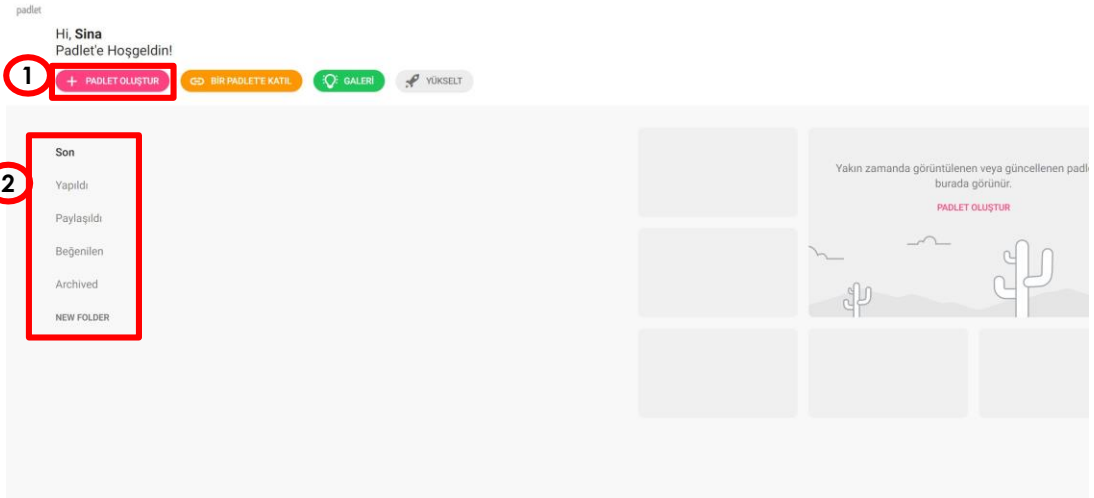 padlet
Hi, Sina
Padlet'e Hoşgeldin!
1
+ PADLET OLUŞTUR
BİR PADLET'E KATIL
GALERİ
YÜKSELT
2
Son
Yapıldı
Paylaşıldı
Beğenilen
Archived
NEW FOLDER
Yakın zamanda görüntülenen veya güncellenen
burada görünür.
PADLET OLUŞTUR